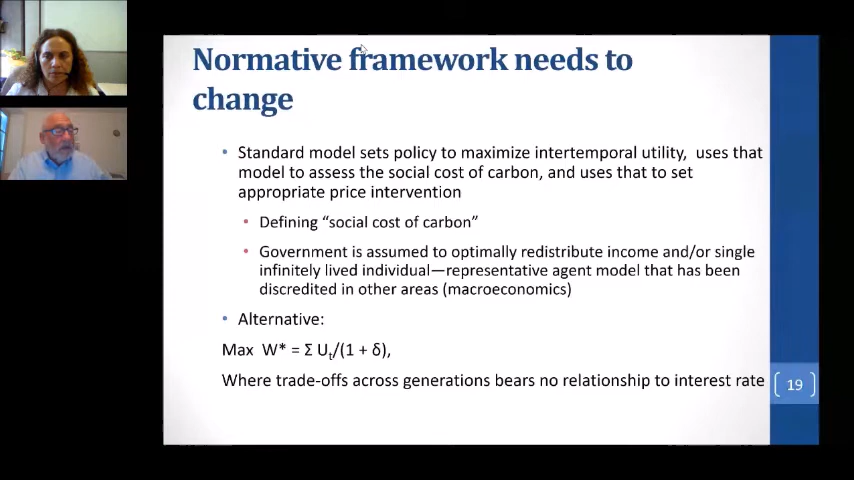 Normative framework needs to
change
• Standard model sets policy to maximize intertemporal utility, uses that
model to assess the social cost of carbon, and uses that to set
appropriate price intervention
• Defining “social cost of carbon”
• Government is assumed to optimally redistribute income and/or single
infinitely lived individual—representative agent model that has been
discredited in other areas (macroeconomics)
• Alternative:
Max W* = Σ Ut/(1 + δ),
Where trade-offs across generations bears no relationship to interest rate
19